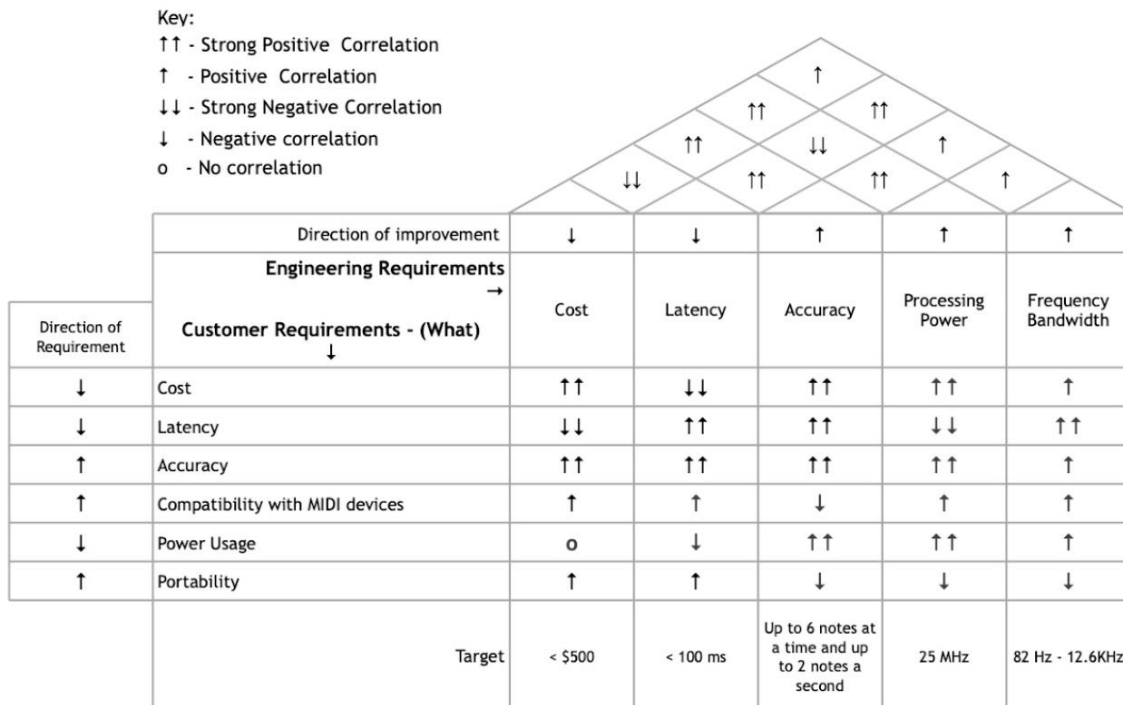 Key:
↑↑ - Strong Positive  Correlation
↑ - Positive  Correlation
↓↓ - Strong Negative Correlation
↓ - Negative correlation
o - No correlation
↑
↑↑ ↑↑
↑↑ ↓↓ ↑
↓↓ ↑↑ ↑↑ ↑
Direction of improvement ↓ ↓ ↑ ↑ ↑
Engineering Requirements
→
Customer Requirements - (What)
↓
Direction of
Requirement
Cost
Latency
Accuracy
Processing
Power
Frequency
Bandwidth
↓ Cost ↑↑ ↓↓ ↑↑ ↑↑ ↑
↓ Latency ↓↓ ↑↑ ↑↑ ↓↓ ↑↑
↑ Accuracy ↑↑ ↑↑ ↑↑ ↑↑ ↑
↑ Compatibility with MIDI devices ↑ ↑ ↓ ↑ ↑
↓ Power Usage o ↓ ↑↑ ↑↑ ↑
↑ Portability ↑ ↑ ↓ ↓ ↓
Target
< $500
< 100 ms
Up to 6 notes at
a time and up
to 2 notes a
second
25 MHz
82 Hz - 12.6KHz